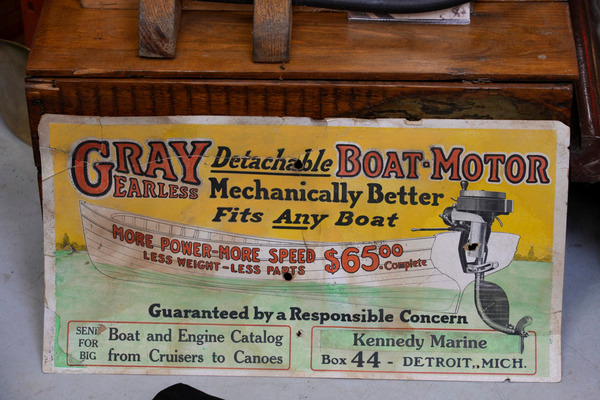 GRAY Detachable BOAT-MOTOR
GEARLESS Mechanically Better
Fits Any Boat
MORE POWER-MORE SPEED
LESS WEIGHT-LESS PARTS
$65.00
Complete
Guaranteed by a Responsible Concern
SEND FOR BIG
Boat and Engine Catalog
from Cruisers to Canoes
Kennedy Marine
Box 44 - DETROIT,, MICH.